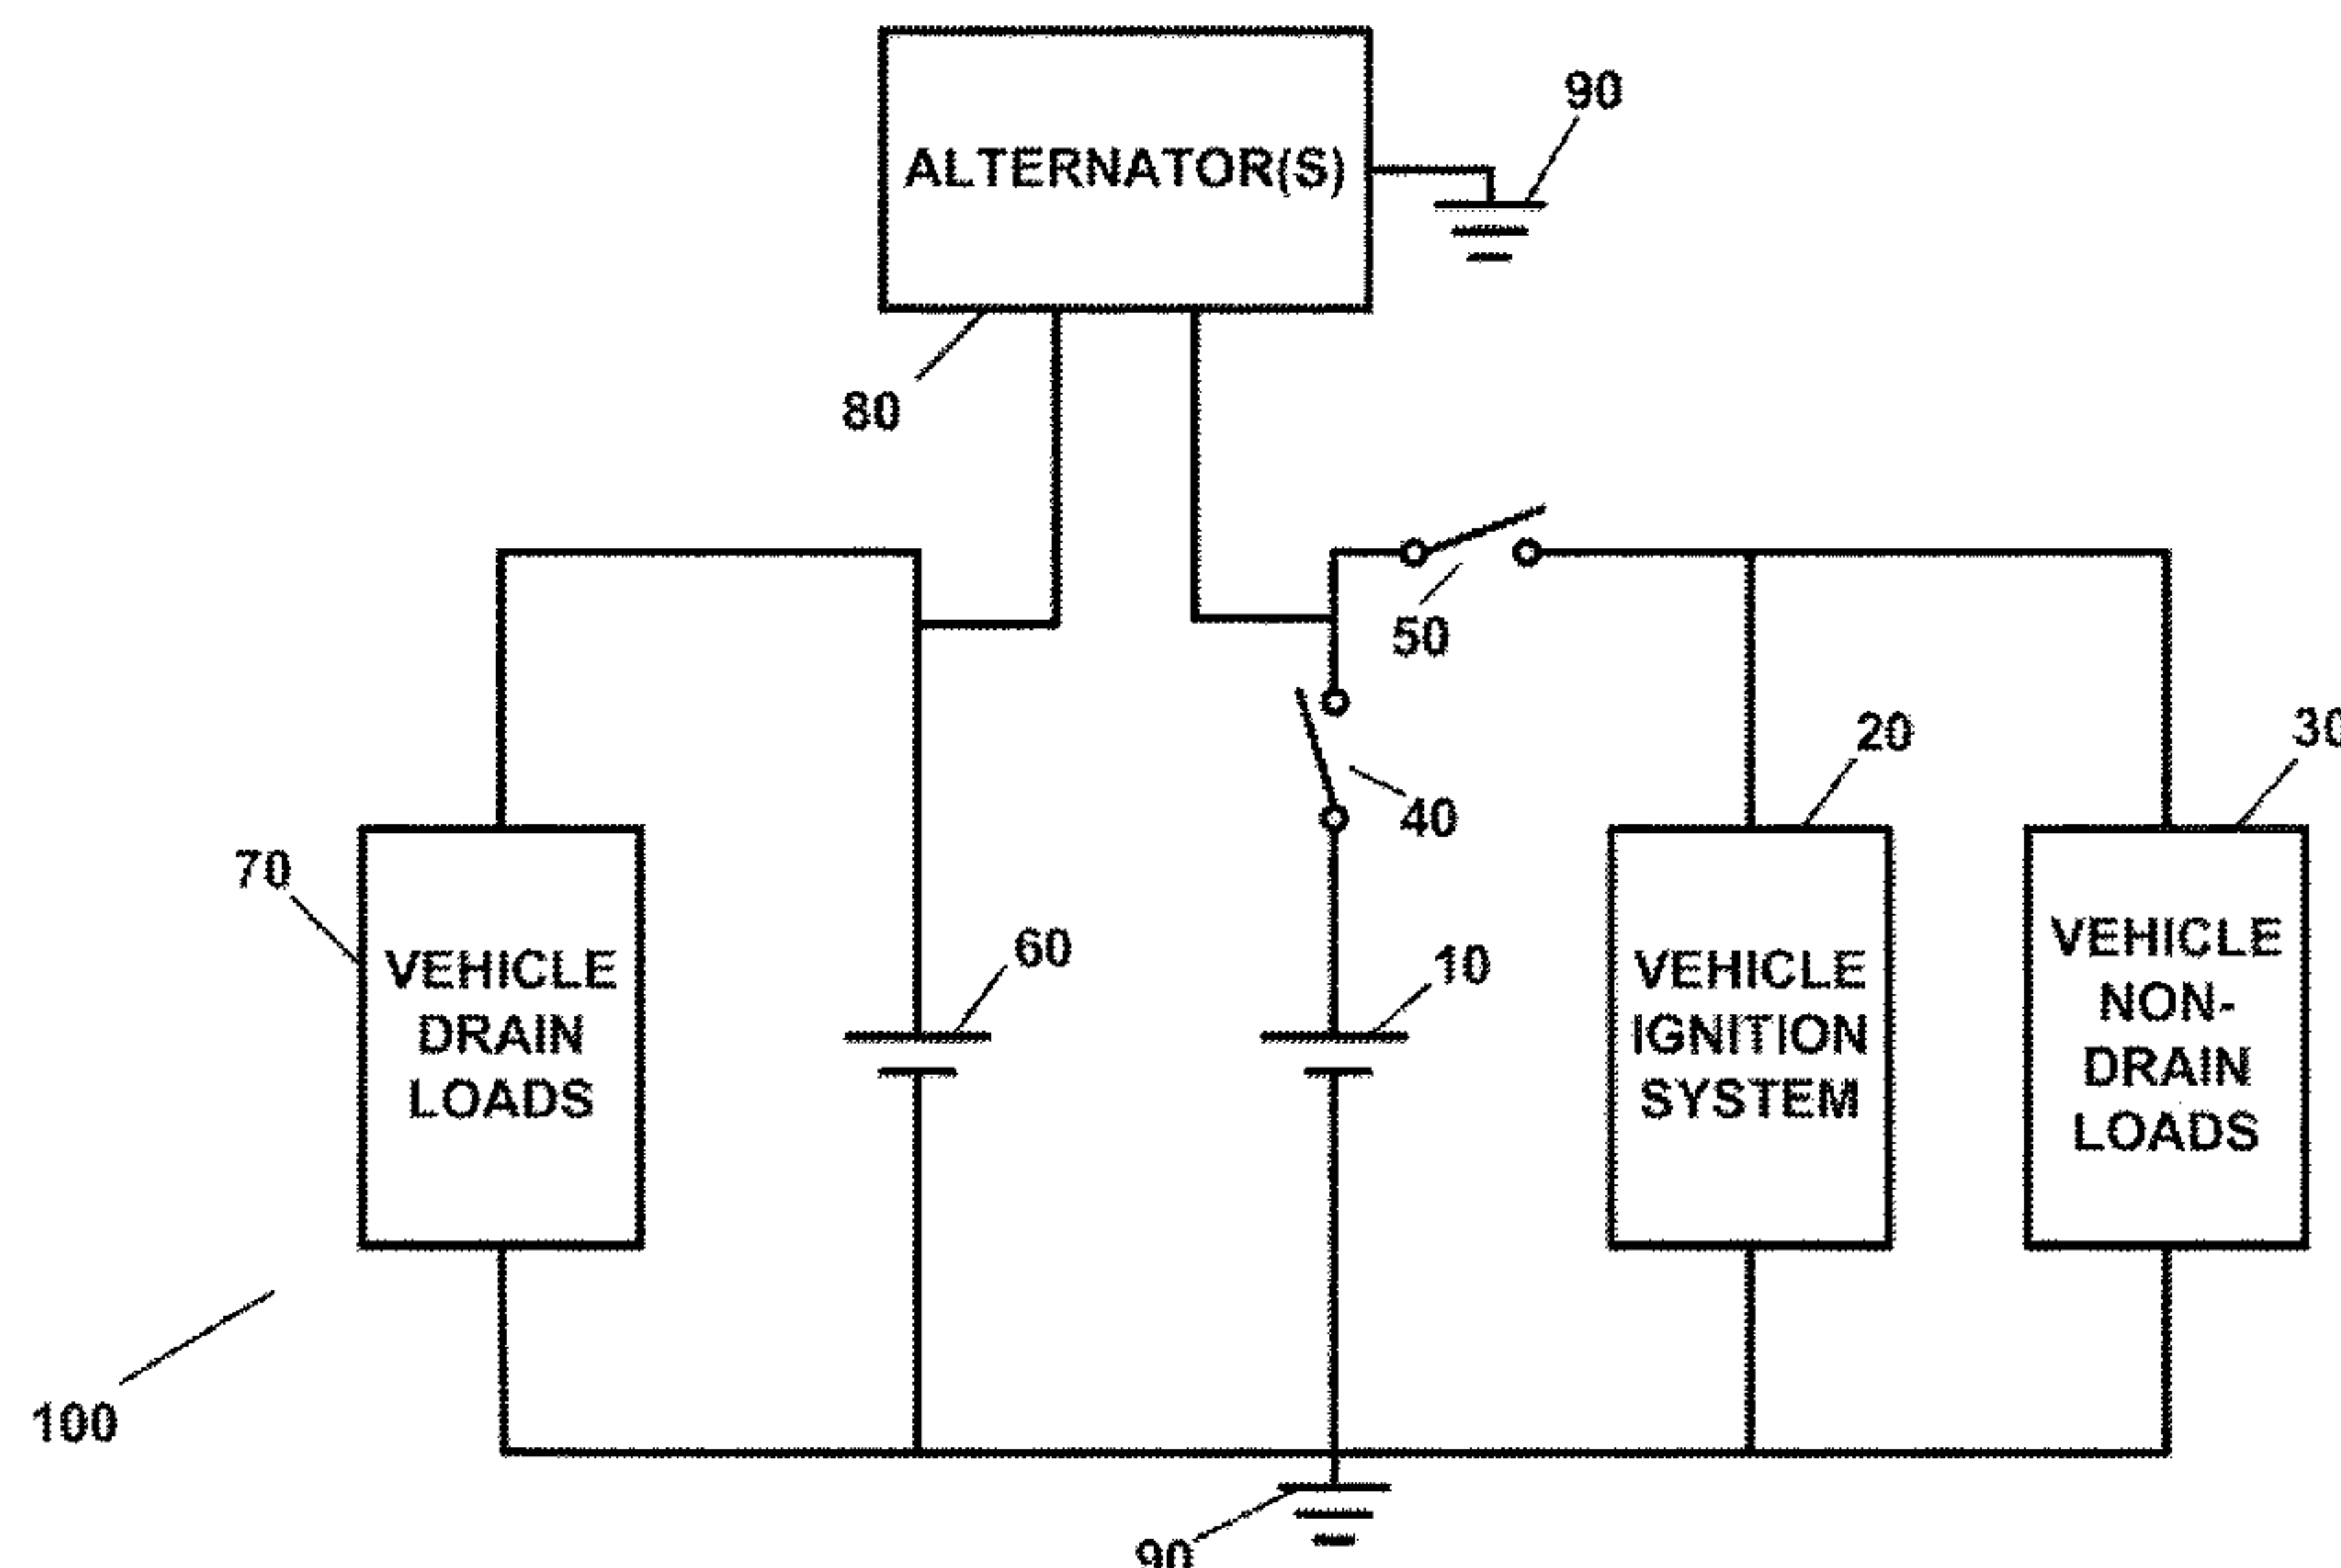 90
ALTERNATOR(S)
80
50
20
30
40
70
60
10
VEHICLE
DRAIN
LOADS
VEHICLE
IGNITION
SYSTEM
VEHICLE
NON-
DRAIN
LOADS
100
90